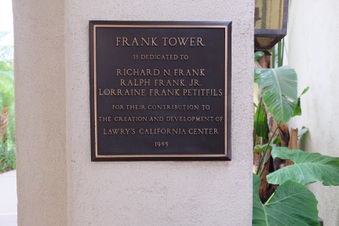 FRANK TOWER
IS DEDICATED TO
RICHARD N. FRANK
RALPH FRANK, JR.
LORRAINE FRANK PETITFILS
FOR THEIR CONTRIBUTION TO
THE CREATION AND DEVELOPMENT OF
LAWRY'S CALIFORNIA CENTER